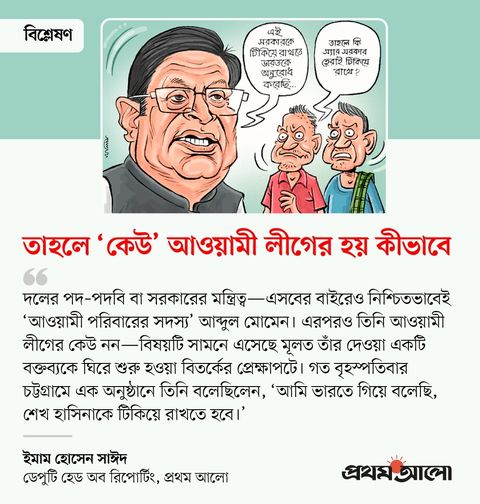 বিশ্লেষণ
এই
সরকারকে
টিকিয়ে রাখতে
ভারতকে
অনুরোধ
করেছি...
তাহলে কি
স্যার সরকার
হেরাই টিকিয়ে
রাখে ?
তাহলে ‘কেউ’ আওয়ামী লীগের হয় কীভাবে
দলের পদ-পদবি বা সরকারের মন্ত্রিত্ব—এসবের বাইরেও নিশ্চিতভাবেই
‘আওয়ামী পরিবারের সদস্য’ আব্দুল মোমেন। এরপরও তিনি আওয়ামী
লীগের কেউ নন—বিষয়টি সামনে এসেছে মূলত তাঁর দেওয়া একটি
বক্তব্যকে ঘিরে শুরু হওয়া বিতর্কের প্রেক্ষাপটে। গত বৃহস্পতিবার
চট্টগ্রামে এক অনুষ্ঠানে তিনি বলেছিলেন, ‘আমি ভারতে গিয়ে বলেছি,
শেখ হাসিনাকে টিকিয়ে রাখতে হবে।’
ইমাম হোসেন সাঈদ
ডেপুটি হেড অব রিপোর্টিং, প্রথম আলো
প্রথম আলো